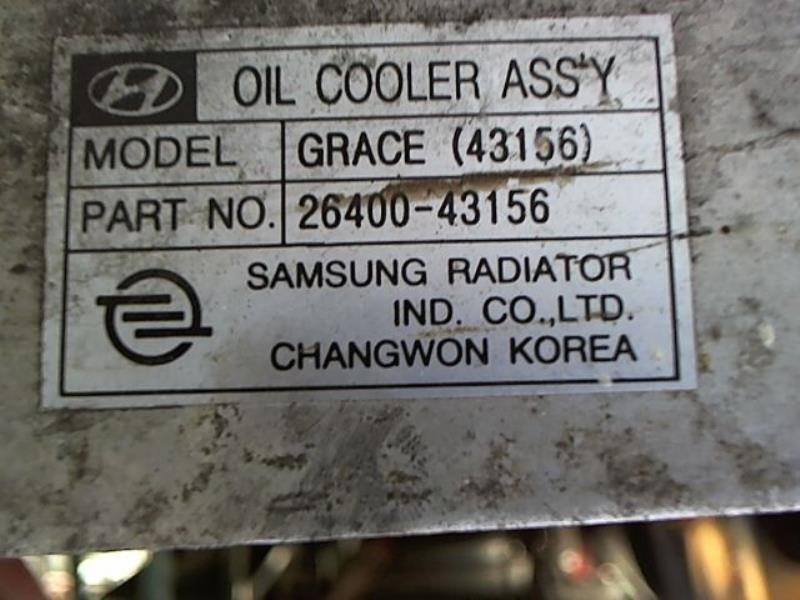 OIL COOLER ASS'Y
MODEL GRACE (43156)
PART NO. 26400-43156
SAMSUNG RADIATOR
IND. CO.,LTD.
CHANGWON KOREA